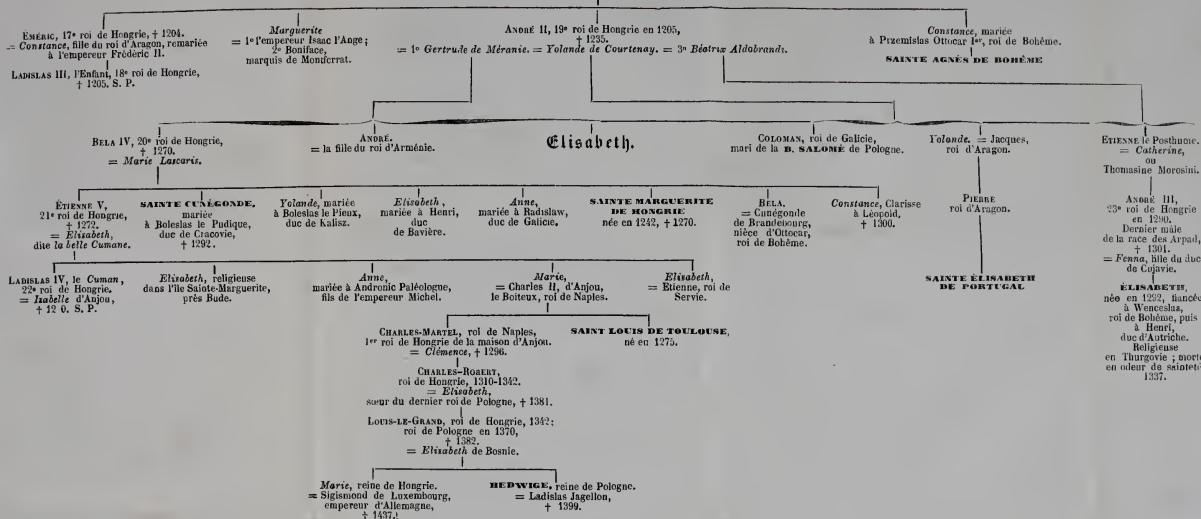 ÉMÉRIC, 17e roi de Hongrie, † 1204.
= Constance, fille du roi d'Aragon, remariée
à l'empereur Frédéric II.
LADISLAS III, l'Enfant, 18e roi de Hongrie,
† 1205. S. P.
Marguerite
= 1o l'empereur Isaac l'Ange;
2o Boniface,
marquis de Montferrat.
ANDRÉ II, 19e roi de Hongrie en 1205,
† 1235.
= 1o Gertrude de Méranie. = Yolande de Courtenay. = 3o Béatrix Aldobrands.
Constance, mariée
à Przemislas Ottocar Ier, roi de Bohême.
SAINTE AGNÈS DE BOHÊME
BELA IV, 20e roi de Hongrie,
† 1270.
= Marie Lascaris.
ANDRÉ.
= la fille du roi d'Arménie.
Elisabeth.
COLOMAN, roi de Galicie,
mari de la B. SALOMÉ de Pologne.
Yolande. = Jacques,
roi d'Aragon.
ETIENNE le Posthume.
= Catherine,
ou
Thomasine Morosini.
ÉTIENNE V,
21e roi de Hongrie,
† 1272.
= Elisabeth,
dite la belle Cumane.
SAINTE CUNÉGONDE,
mariée
à Boleslas le Pudique,
duc de Cracovie,
† 1292.
Yolande, mariée
à Boleslas le Pieux,
duc de Kalisz.
Elisabeth,
mariée à Henri,
duc
de Bavière.
Anne,
mariée à Radislaw,
duc de Galicie.
SAINTE MARGUERITE
DE HONGRIE
née en 1242, † 1270.
BELA.
= Cunégonde
de Brandebourg,
nièce d'Ottocar,
roi de Bohême.
Constance, Clarisse
à Léopold,
† 1300.
PIERRE
roi d'Aragon.
SAINTE ÉLISABETH
DE PORTUGAL
ANDRÉ III,
23e roi de Hongrie
en 1290.
Dernier mâle
de la race des Arpad,
† 1301.
= Fenna, fille du duc
de Cujavie.
ÉLISABETH,
née en 1292, fiancée
à Wenceslas,
roi de Bohême, puis
à Henri,
duc d'Autriche.
Religieuse
en Thurgovie; morte
en odeur de sainteté
1337.
LADISLAS IV, le Cuman,
22e roi de Hongrie.
= Isabelle d'Anjou,
† 12 0. S. P.
Elisabeth, religieuse
dans l'île Sainte-Marguerite,
près Bude.
Anne,
mariée à Andronic Paléologue,
fils de l'empereur Michel.
Marie,
= Charles II, d'Anjou,
le Boiteux, roi de Naples.
Elisabeth,
= Etienne, roi de
Servie.
CHARLES-MARTEL, roi de Naples,
1er roi de Hongrie de la maison d'Anjou.
= Clémence, † 1296.
SAINT LOUIS DE TOULOUSE,
né en 1275.
CHARLES-ROBERT,
roi de Hongrie, 1310-1342.
= Elisabeth,
sœur du dernier roi de Pologne, † 1381.
LOUIS-LE-GRAND, roi de Hongrie, 1342;
roi de Pologne en 1370,
† 1382.
= Elisabeth de Bosnie.
Marie, reine de Hongrie.
= Sigismond de Luxembourg,
empereur d'Allemagne,
† 1437.
HEDWIGE, reine de Pologne.
= Ladislas Jagellon,
† 1399.